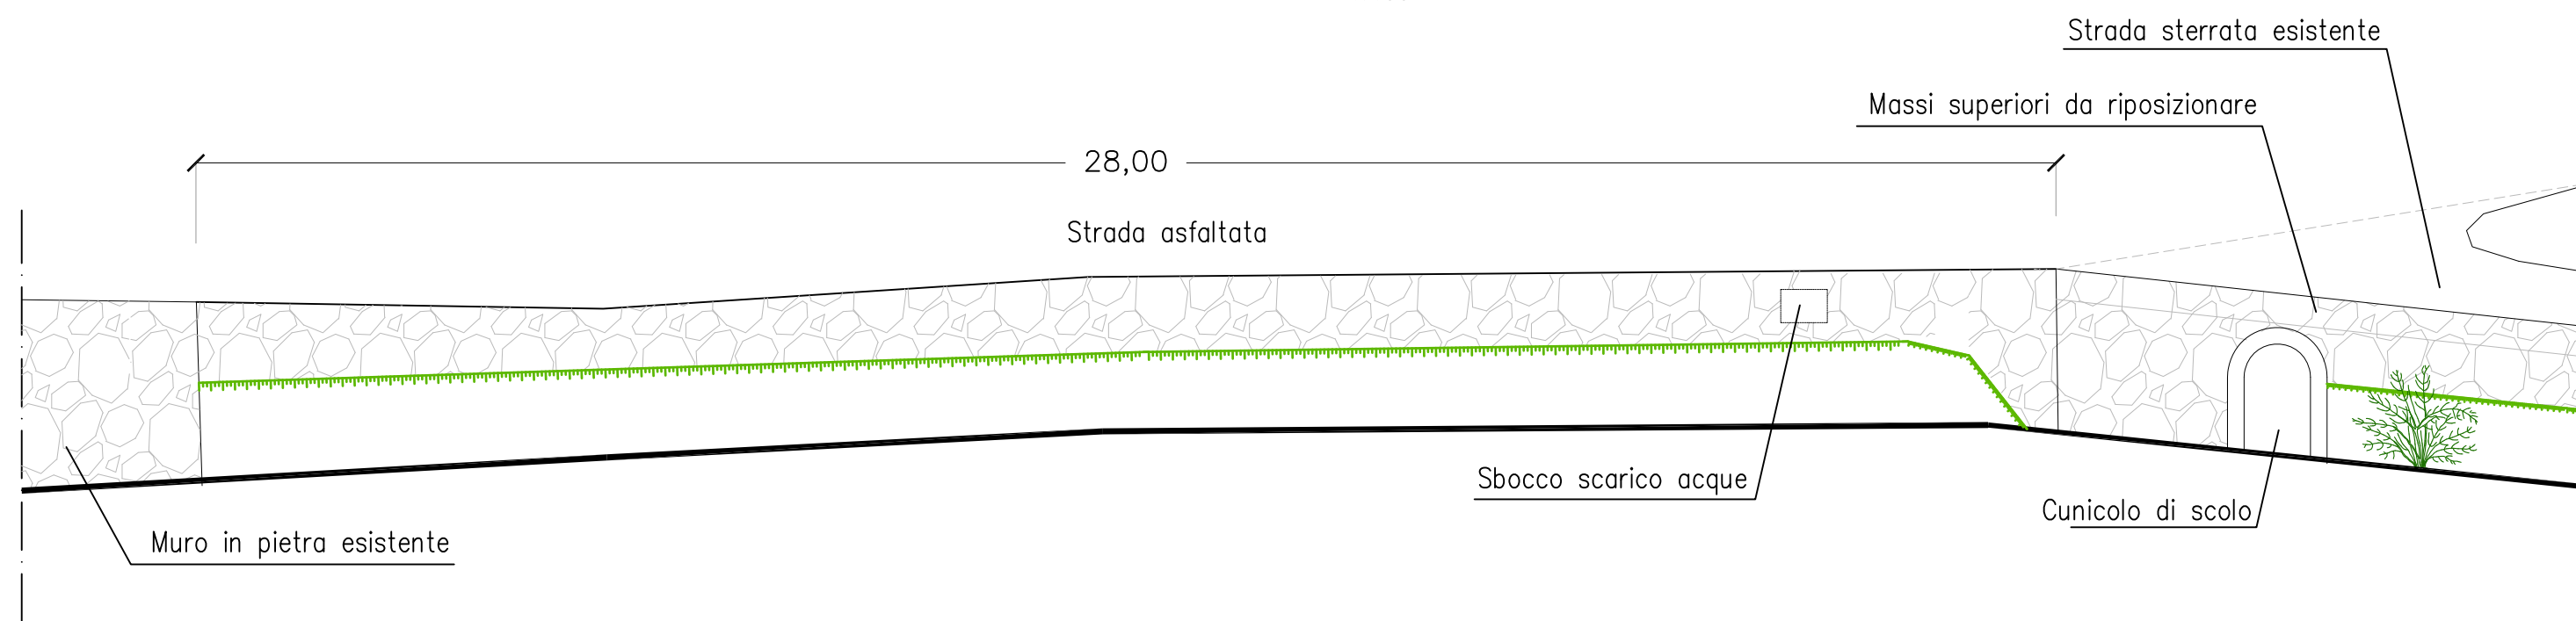 Strada sterrata esistente
Massi superiori da riposizionare
28,00
Strada asfaltata
Sbocco scarico acque
Cunicolo di scolo
Muro in pietra esistente